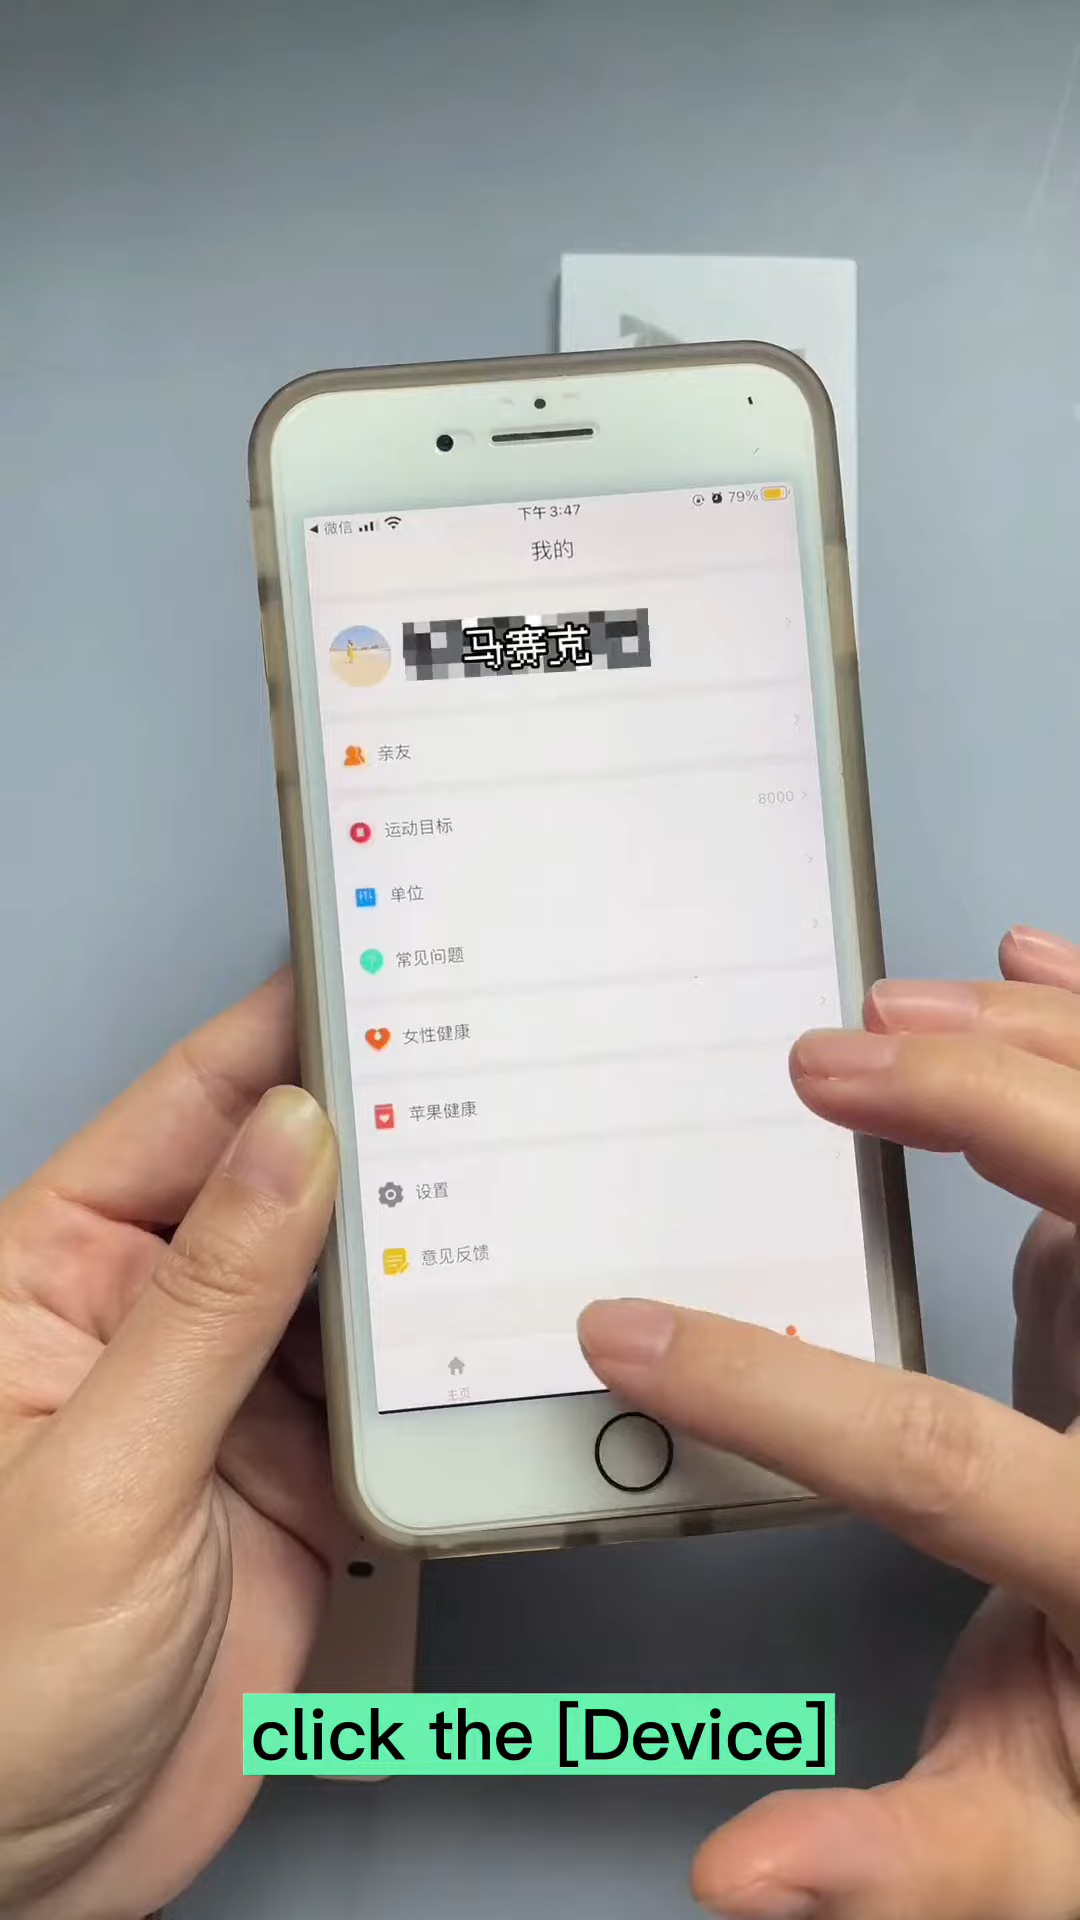 微信
下午3:47
79%
我的
马赛克
亲友
运动目标
8000
单位
常见问题
女性健康
苹果健康
设置
意见反馈
主页
click the [Device]